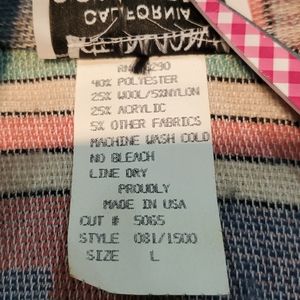 CALIFORNIA
40% POLYESTER
25% WOOL/5%NYLON
25% ACRYLIC
5% OTHER FABRICS
MACHINE WASH COLD
NO BLEACH
LINE DRY
PROUDLY
MADE IN USA
CUT # 5065
STYLE 081/1500
SIZE L